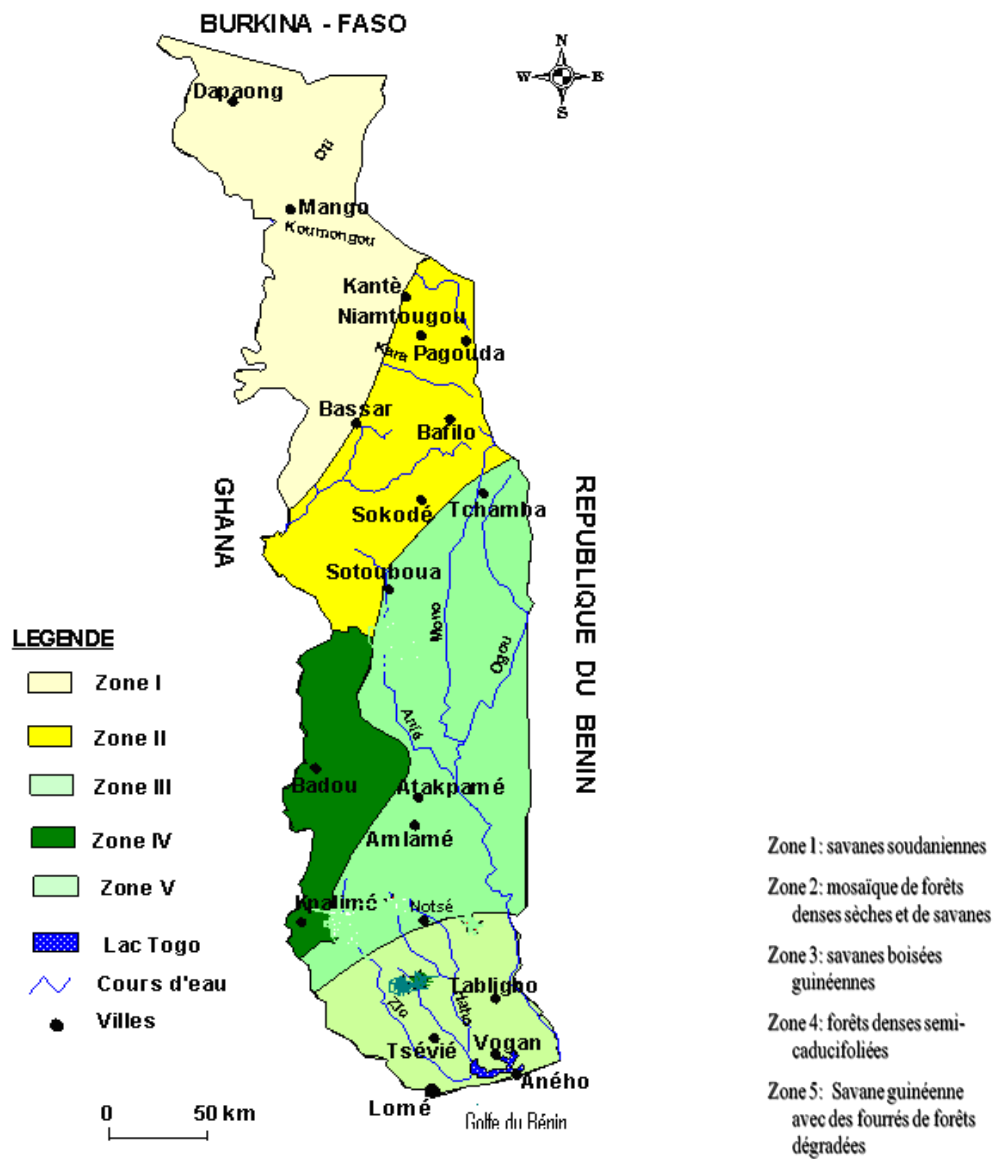 BURKINA - FASO
N
W
E
S
Dapaong
Oti
Mango
Koumongou
Kantè
Niamtougou
Kara
Pagouda
Bassar
Bafilo
GHANA
REPUBLIQUE DU BENIN
Sokodé
Tchamba
Sotouboua
Mono
Ogou
Anié
Badou
Atakpamé
Amlamé
Kpalimé
Notsé
Tabligbo
Zio
Haho
Tsévié
Vogan
Aného
Lomé
Golfe du Bénin
LEGENDE
Zone I
Zone II
Zone III
Zone IV
Zone V
Lac Togo
Cours d'eau
Villes
0
50 km
Zone 1: savanes soudaniennes
Zone 2: mosaïque de forêts
denses sèches et de savanes
Zone 3: savanes boisées
guinéennes
Zone 4: forêts denses semi-
caducifoliées
Zone 5: Savane guinéenne
avec des fourrés de forêts
dégradées